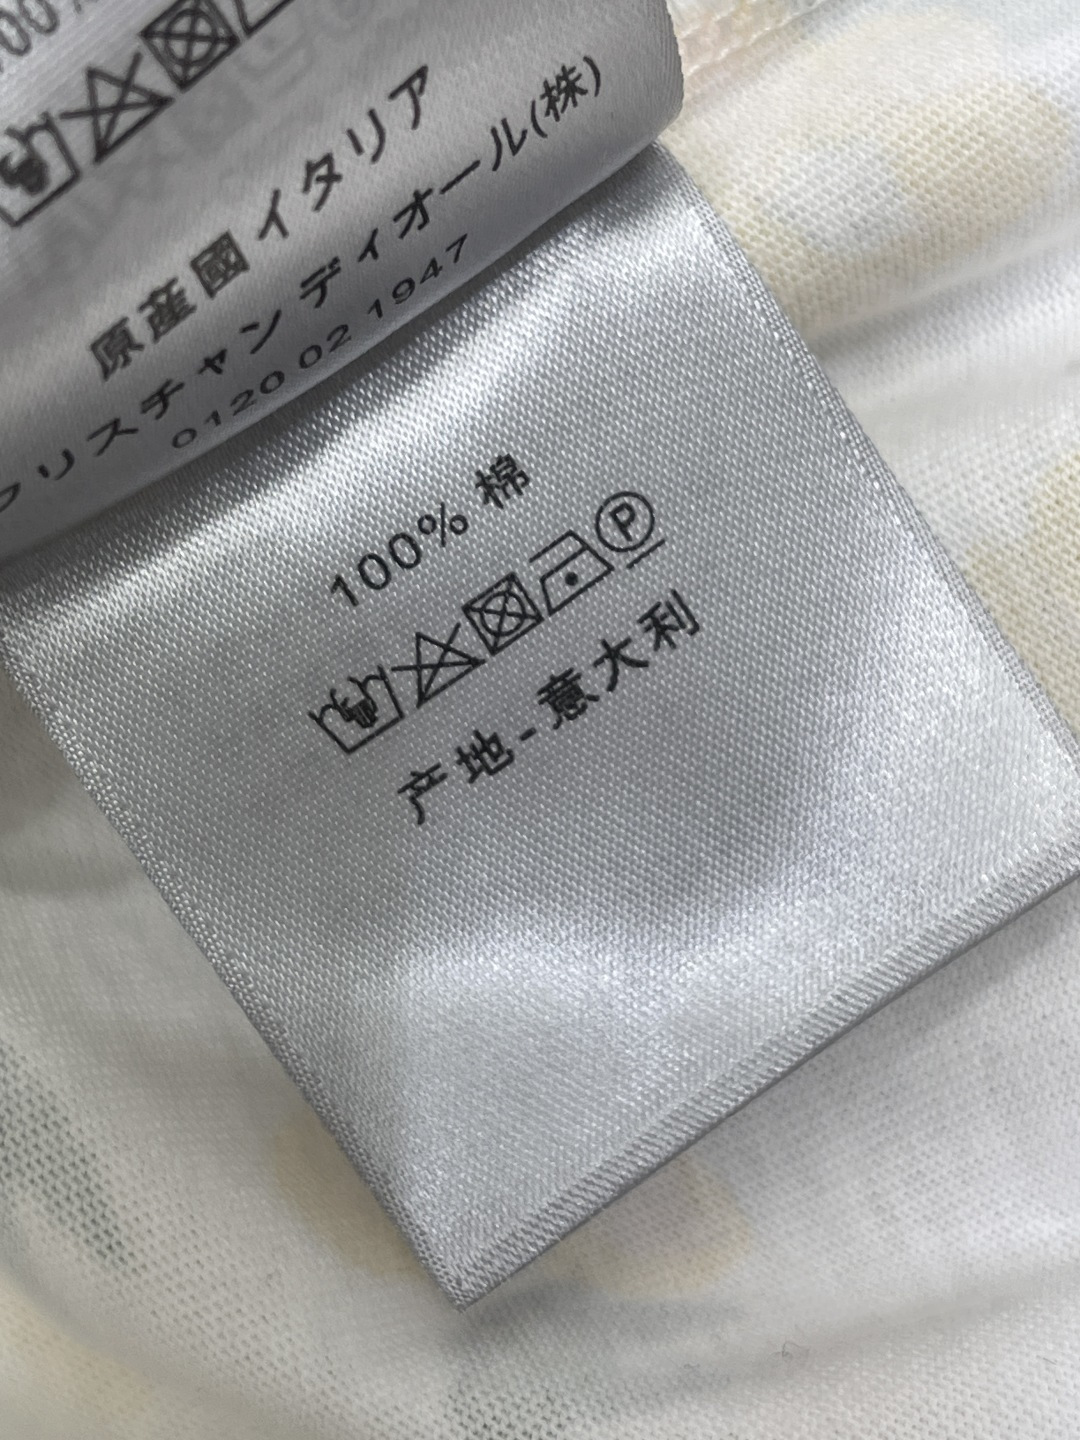 原産國 イタリア
リスチャン ディオール(株)
0120 02 1947
100% 棉
P
产地-意大利